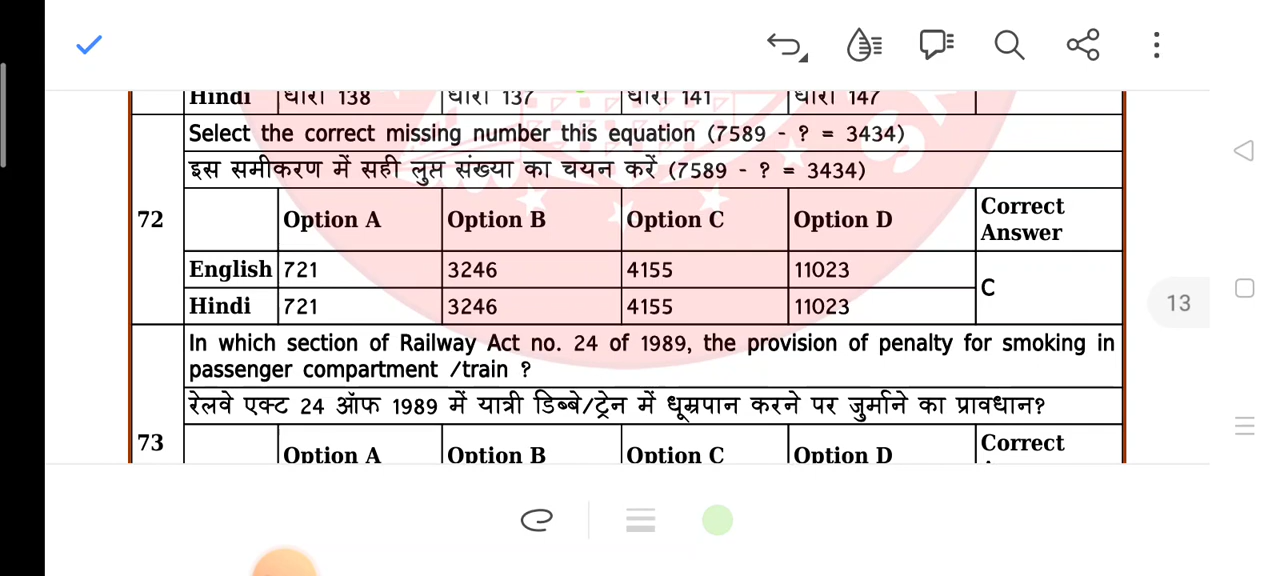 Hindi धारा 138 धारा 137 धारा 141 धारा 147
Select the correct missing number this equation (7589 - ? = 3434)
इस समीकरण में सही लुप्त संख्या का चयन करें (7589 - ? = 3434)
72 Option A Option B Option C Option D Correct Answer
English 721 3246 4155 11023 C
Hindi 721 3246 4155 11023
13
In which section of Railway Act no. 24 of 1989, the provision of penalty for smoking in
passenger compartment /train ?
रेलवे एक्ट 24 ऑफ 1989 में यात्री डिब्बे/ट्रेन में धूम्रपान करने पर जुर्माने का प्रावधान?
73 Option A Option B Option C Option D Correct